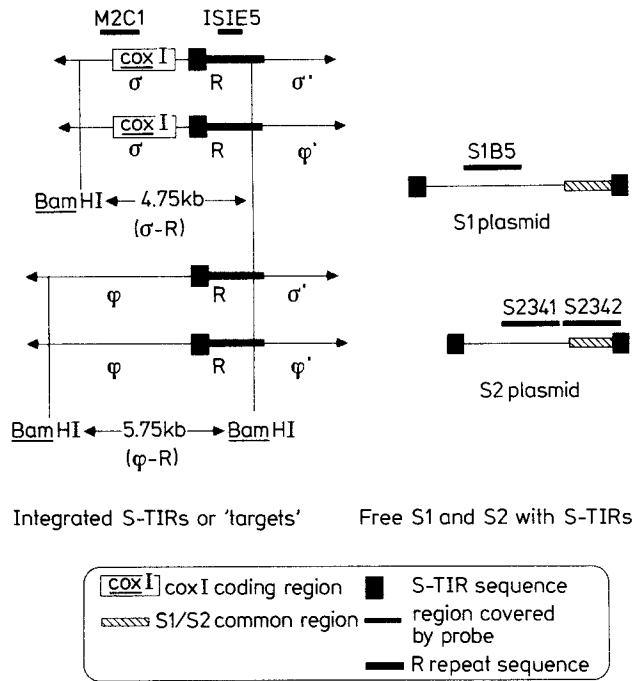 M2C1 ISIE5
cox I
σ R σ'
cox I
σ R φ'
BamHI 4.75kb
(σ-R)
φ R σ'
φ R φ'
BamHI 5.75kb BamHI
(φ-R)
S1B5
S1 plasmid
S2341 S2342
S2 plasmid
Integrated S-TIRs or 'targets' Free S1 and S2 with S-TIRs
cox I coxI coding region
S1/S2 common region
S-TIR sequence
region covered
by probe
R repeat sequence